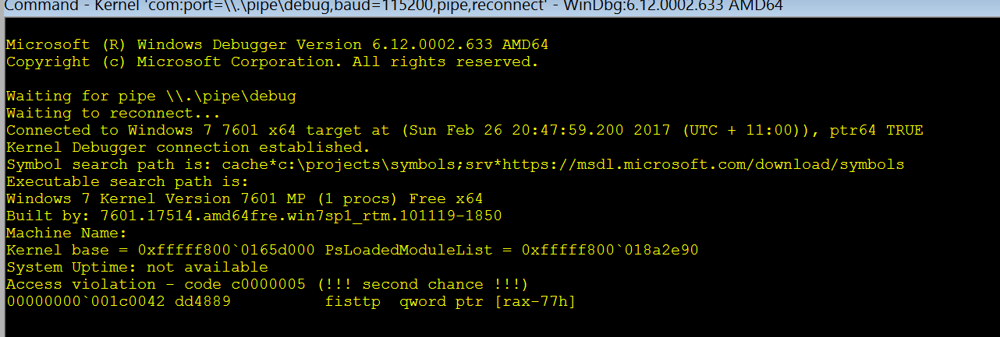 Command - Kernel 'com:port=\\.\pipe\debug,baud=115200,pipe,reconnect' - WinDbg:6.12.0002.633 AMD64
Microsoft (R) Windows Debugger Version 6.12.0002.633 AMD64
Copyright (c) Microsoft Corporation. All rights reserved.
Waiting for pipe \\.\pipe\debug
Waiting to reconnect...
Connected to Windows 7 7601 x64 target at (Sun Feb 26 20:47:59.200 2017 (UTC + 11:00)), ptr64 TRUE
Kernel Debugger connection established.
Symbol search path is: cache*c:\projects\symbols;srv*https://msdl.microsoft.com/download/symbols
Executable search path is:
Windows 7 Kernel Version 7601 MP (1 procs) Free x64
Built by: 7601.17514.amd64fre.win7sp1_rtm.101119-1850
Machine Name:
Kernel base = 0xfffff800`0165d000 PsLoadedModuleList = 0xfffff800`018a2e90
System Uptime: not available
Access violation - code c0000005 (!!! second chance !!!)
00000000`001c0042 dd4889          fisttp  qword ptr [rax-77h]